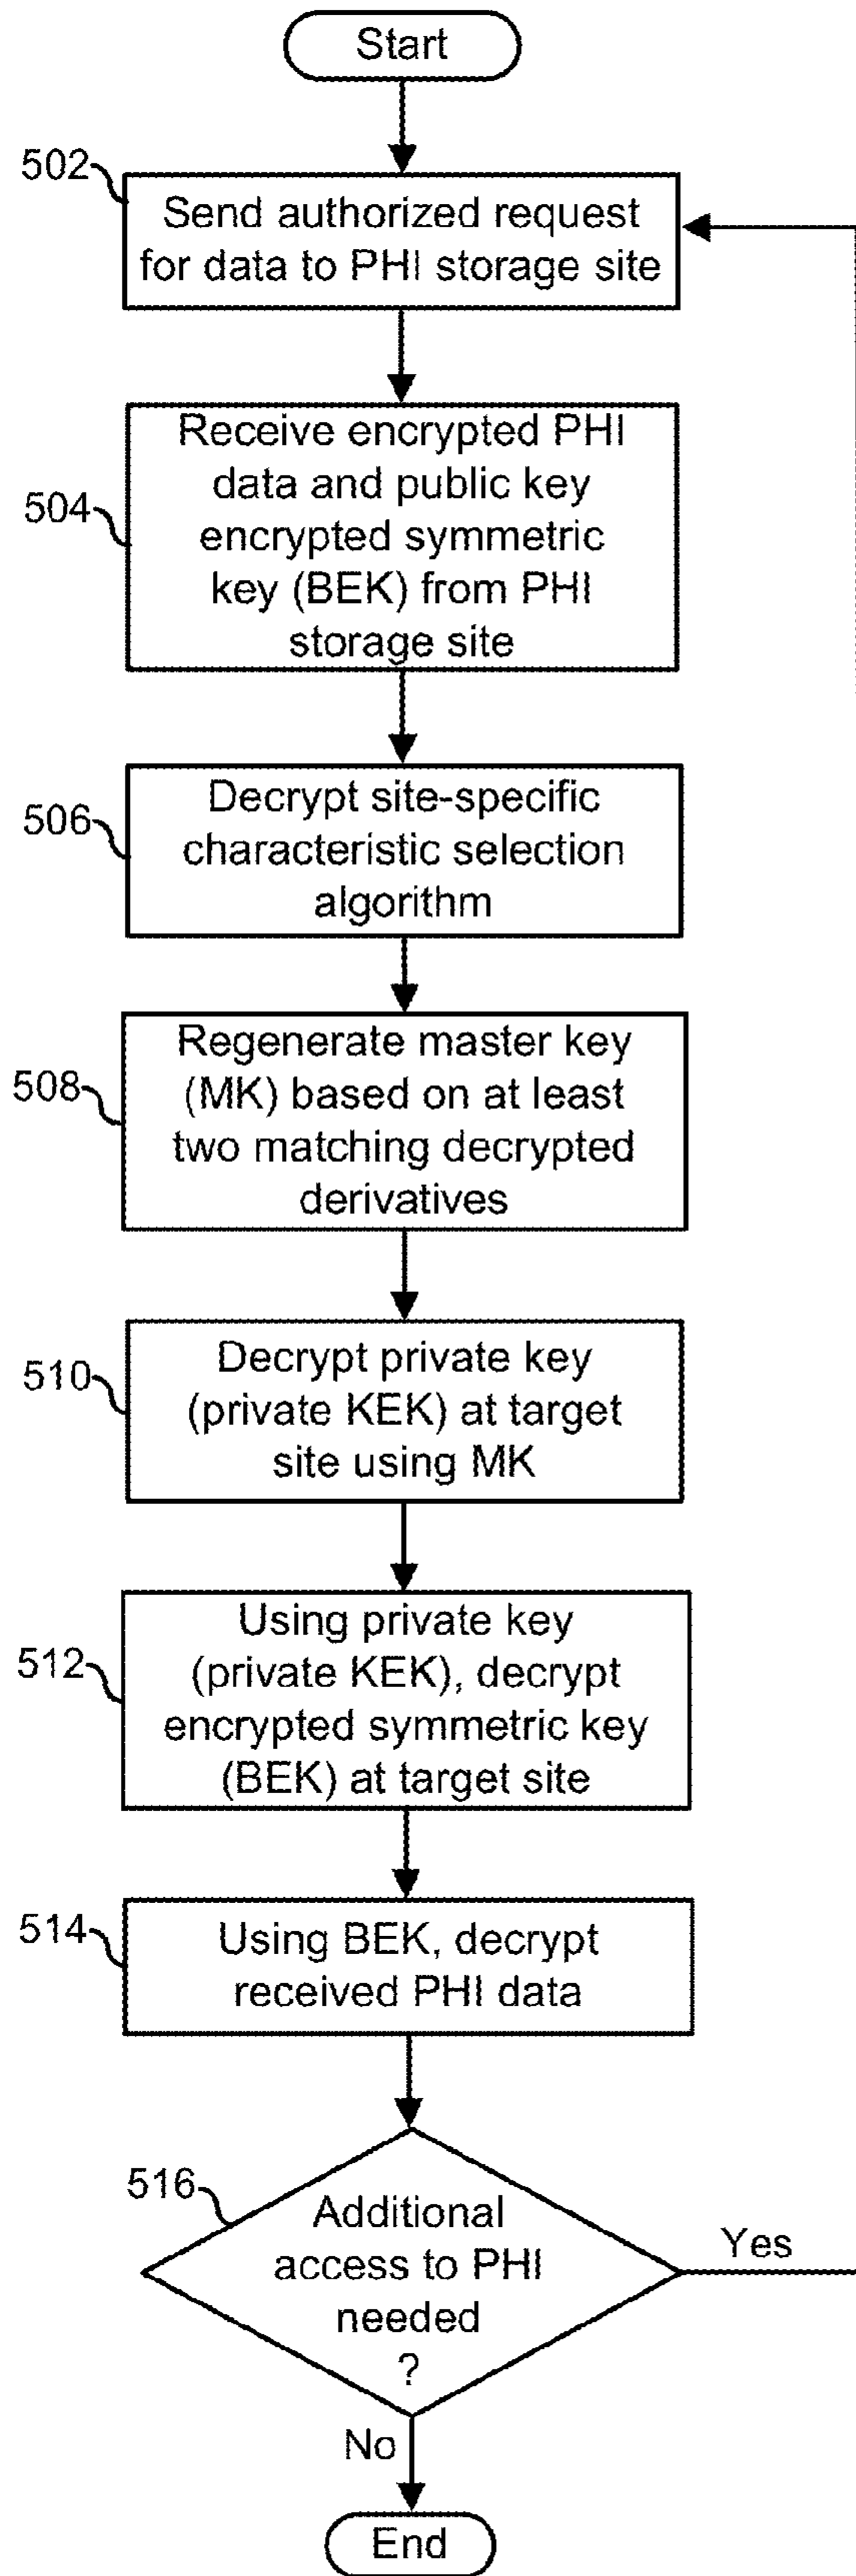 Start
502
Send authorized request
for data to PHI storage site
504
Receive encrypted PHI
data and public key
encrypted symmetric
key (BEK) from PHI
storage site
506
Decrypt site-specific
characteristic selection
algorithm
508
Regenerate master key
(MK) based on at least
two matching decrypted
derivatives
510
Decrypt private key
(private KEK) at target
site using MK
512
Using private key
(private KEK), decrypt
encrypted symmetric key
(BEK) at target site
514
Using BEK, decrypt
received PHI data
516
Additional
access to PHI
needed
?
Yes
No
End